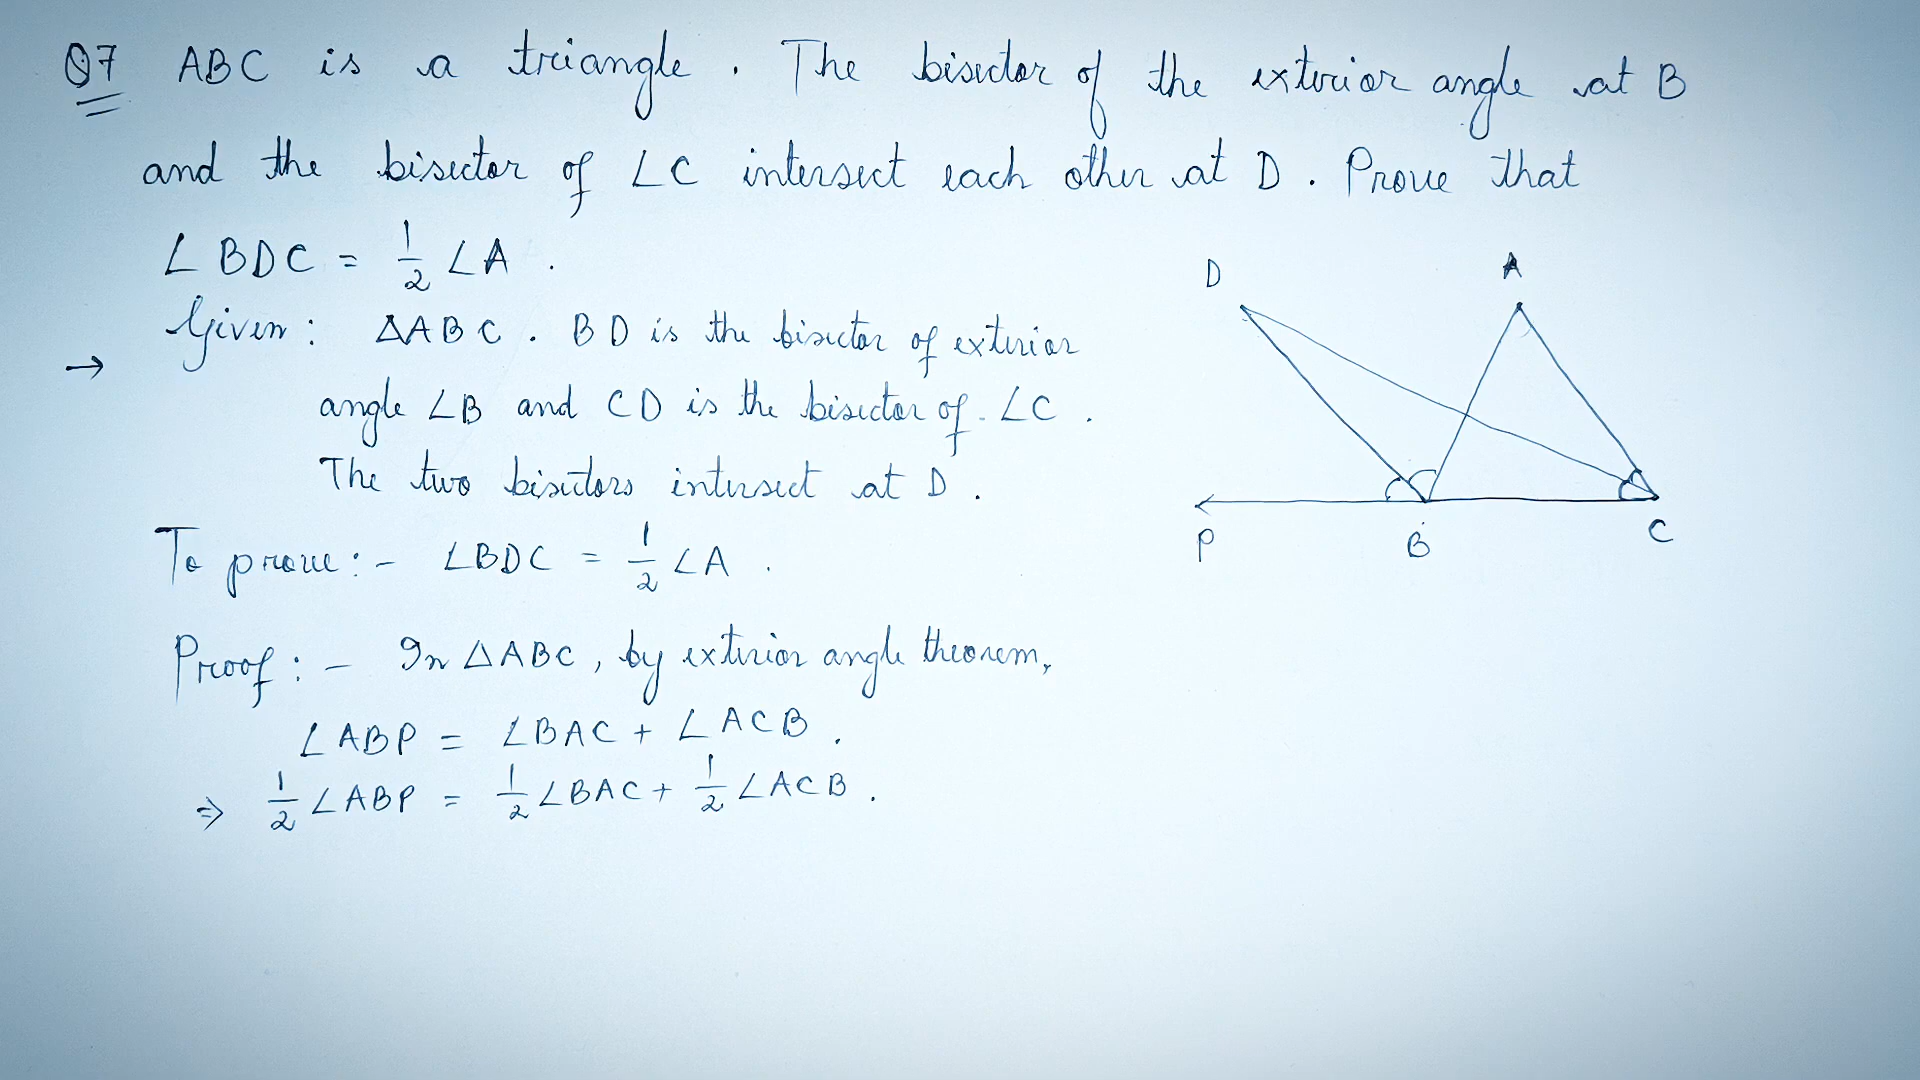 Q7 ABC is a triangle. The bisector of the exterior angle at B
and the bisector of ∠C intersect each other at D. Prove that
∠BDC = 1/2 ∠A.
→ Given: △ABC. BD is the bisector of exterior
angle ∠B and CD is the bisector of ∠C.
The two bisectors intersect at D.
To prove:- ∠BDC = 1/2 ∠A.
Proof:- In △ABC, by exterior angle theorem,
∠ABP = ∠BAC + ∠ACB.
⇒ 1/2 ∠ABP = 1/2 ∠BAC + 1/2 ∠ACB.
D A
P B C